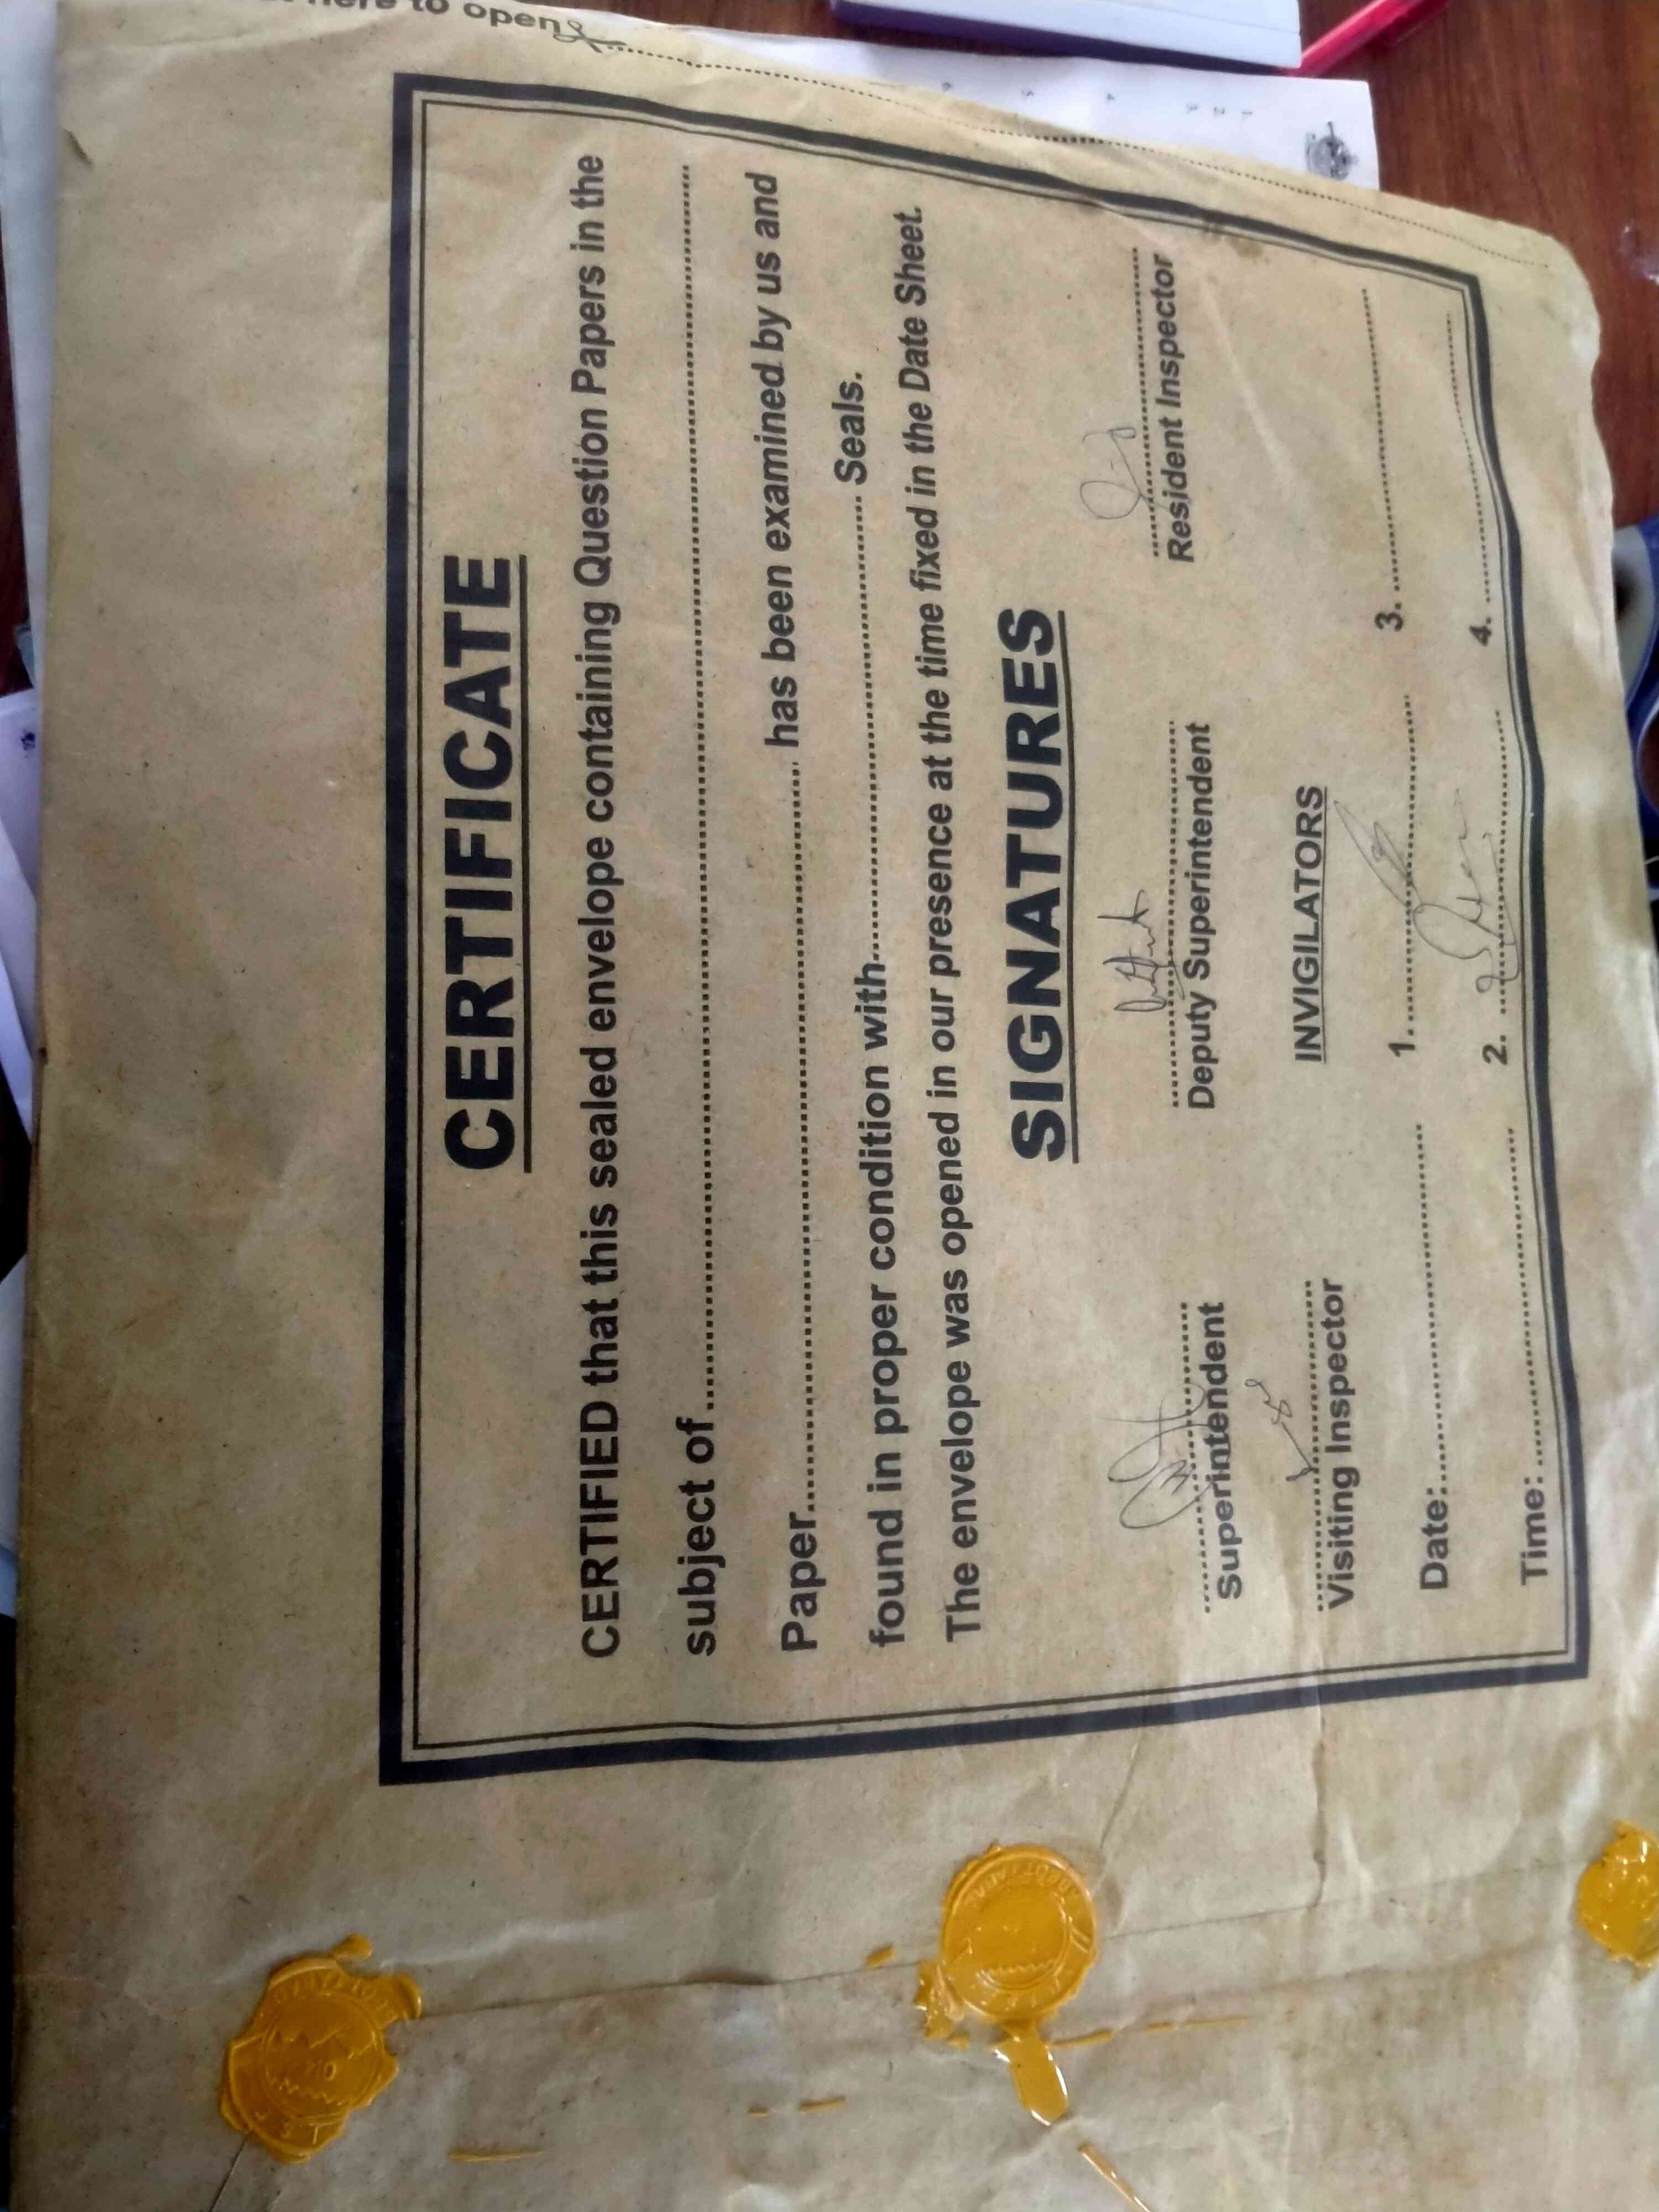 here to open
CERTIFICATE
CERTIFIED that this sealed envelope containing Question Papers in the
subject of
Paper has been examined by us and
found in proper condition with Seals.
The envelope was opened in our presence at the time fixed in the Date Sheet.
SIGNATURES
Superintendent Deputy Superintendent Resident Inspector
Visiting Inspector INVIGILATORS
Date: 1. 3.
Time: 2. 4.